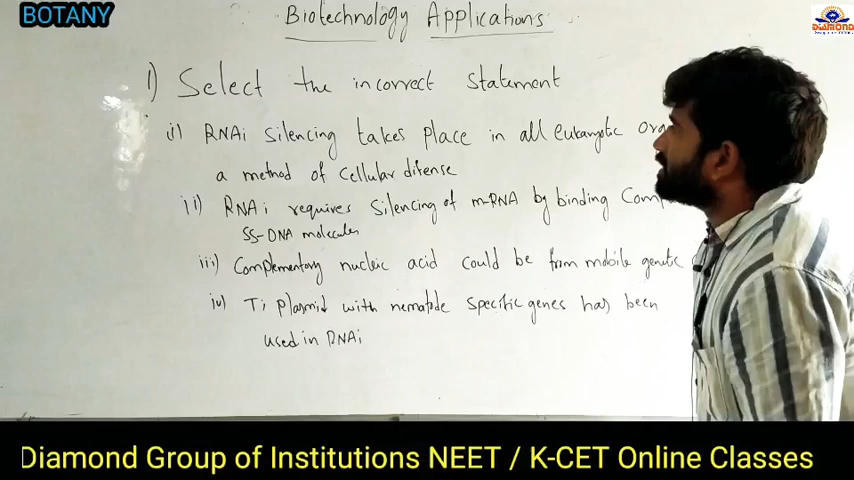 BOTANY
Biotechnology Applications
DIAMOND
1) Select the incorrect statement
i) RNAi silencing takes place in all eukaryotic
a method of cellular difense
ii) RNAi requires silencing of m-RNA by binding
SS-DNA molecules
iii) Complementory nucleic acid could be from mobile genetic
iv) Ti plasmid with nematode specific genes has been
used in RNAi
Diamond Group of Institutions NEET / K-CET Online Classes